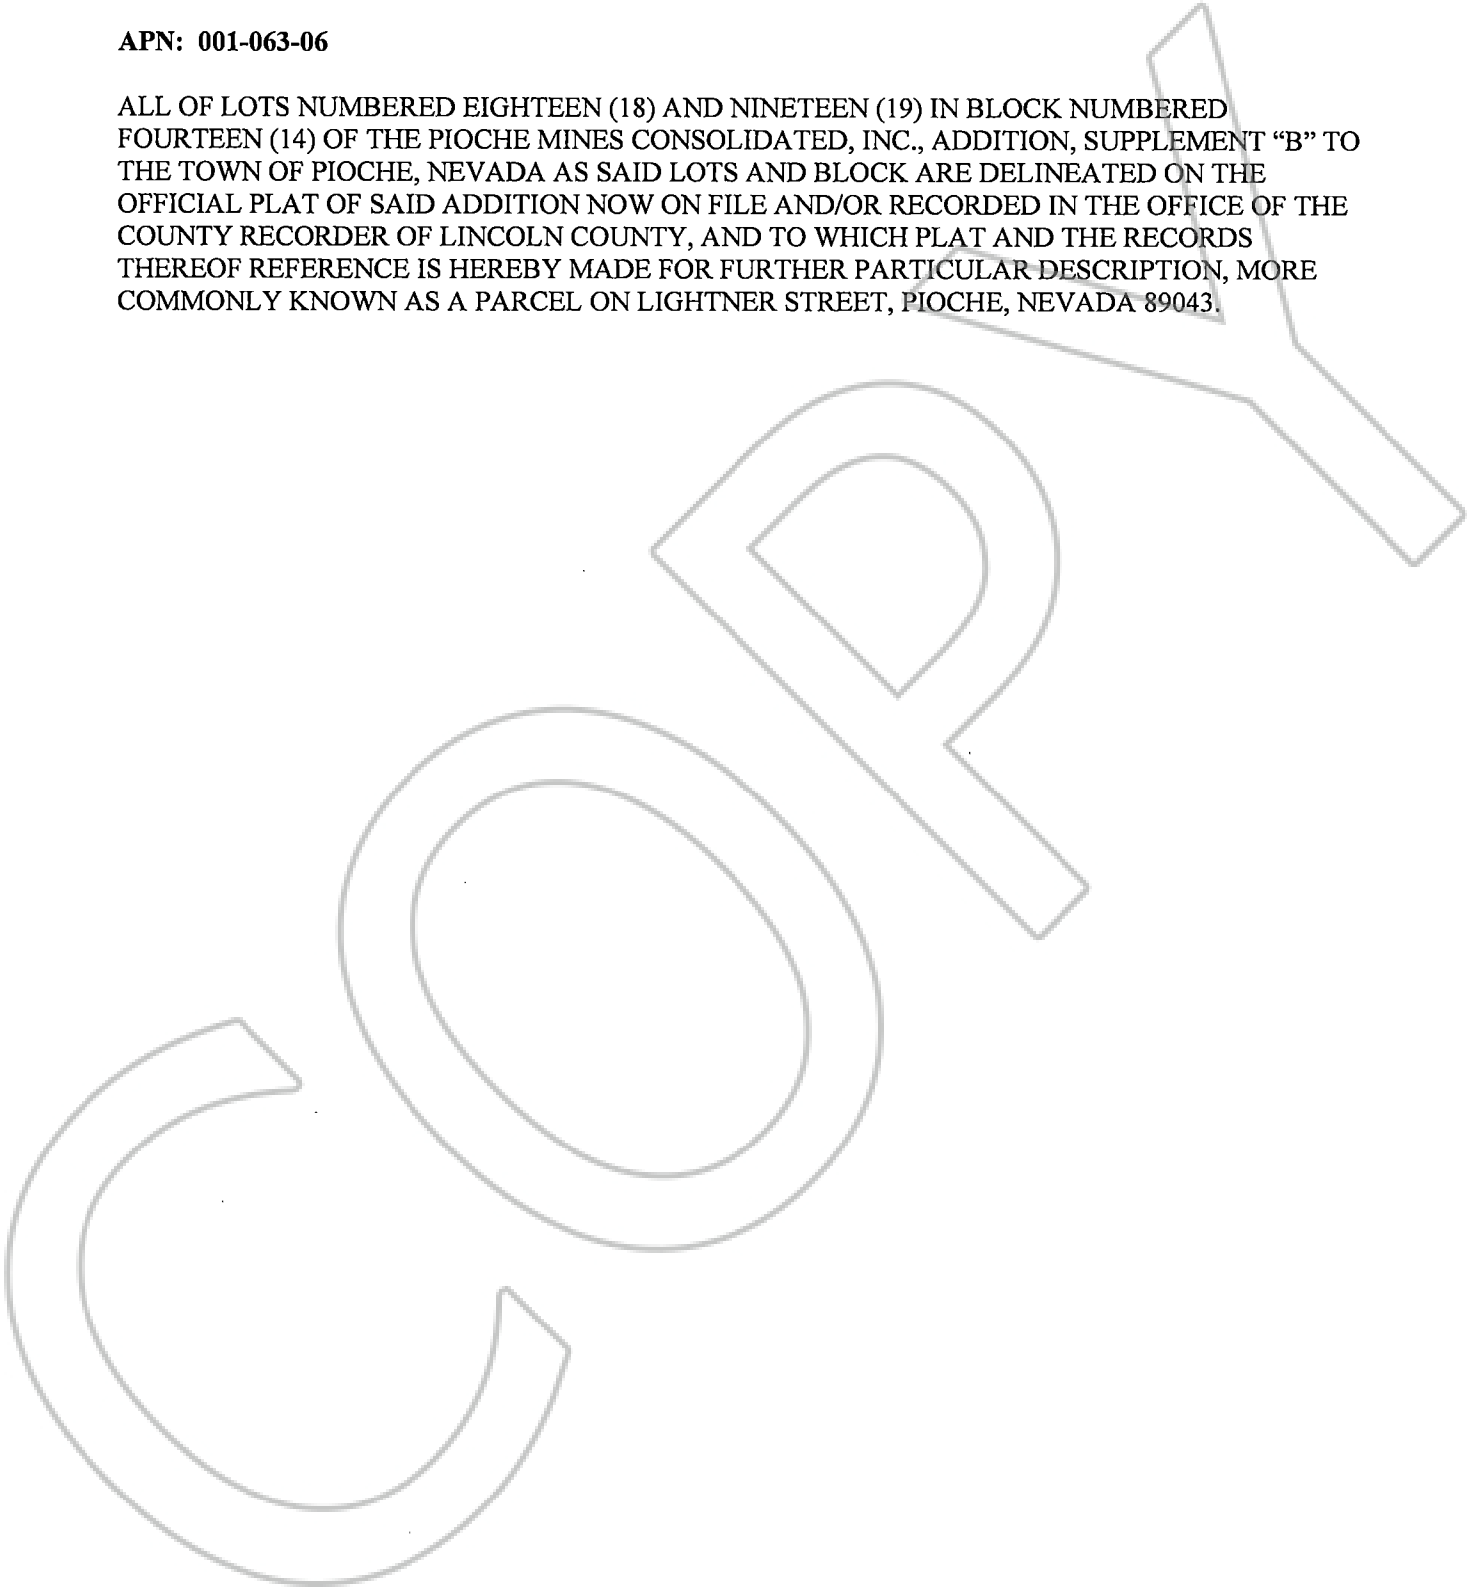 APN: 001-063-06
ALL OF LOTS NUMBERED EIGHTEEN (18) AND NINETEEN (19) IN BLOCK NUMBERED
FOURTEEN (14) OF THE PIOCHE MINES CONSOLIDATED, INC., ADDITION, SUPPLEMENT “B” TO
THE TOWN OF PIOCHE, NEVADA AS SAID LOTS AND BLOCK ARE DELINEATED ON THE
OFFICIAL PLAT OF SAID ADDITION NOW ON FILE AND/OR RECORDED IN THE OFFICE OF THE
COUNTY RECORDER OF LINCOLN COUNTY, AND TO WHICH PLAT AND THE RECORDS
THEREOF REFERENCE IS HEREBY MADE FOR FURTHER PARTICULAR DESCRIPTION, MORE
COMMONLY KNOWN AS A PARCEL ON LIGHTNER STREET, PIOCHE, NEVADA 89043.
COPY